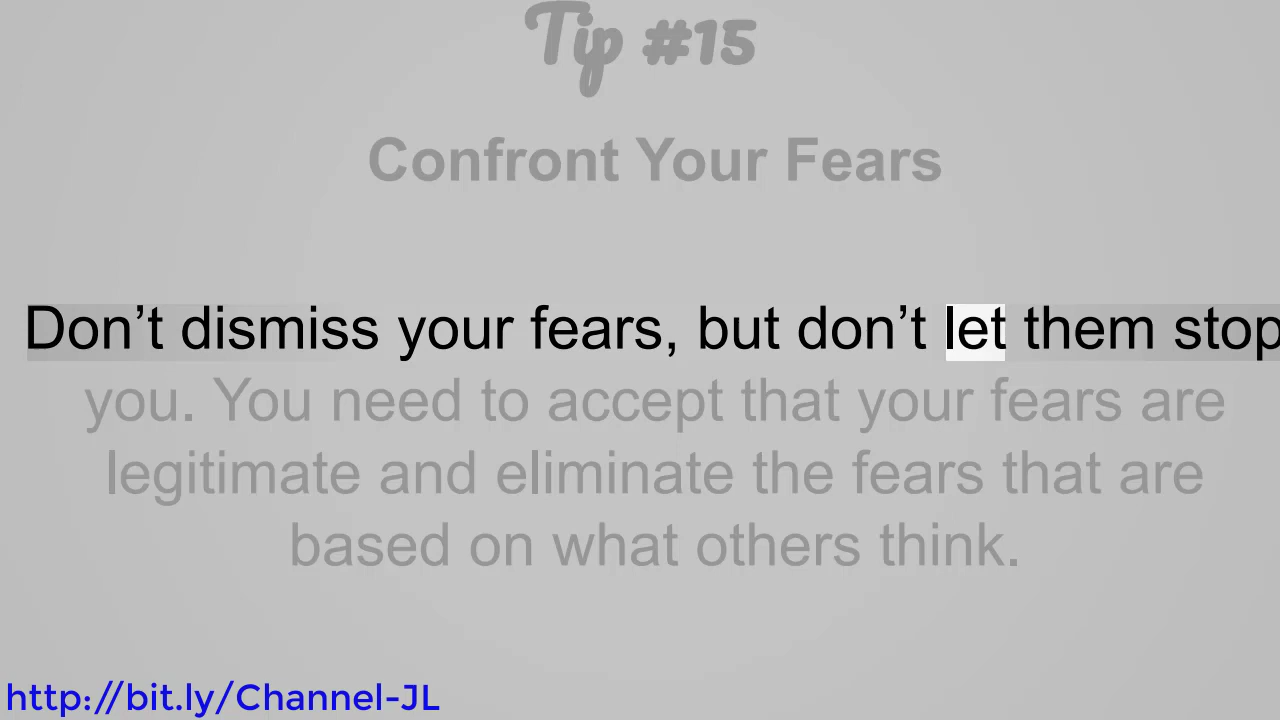 Tip #15
Confront Your Fears
Don’t dismiss your fears, but don’t let them stop
you. You need to accept that your fears are
legitimate and eliminate the fears that are
based on what others think.
http://bit.ly/Channel-JL